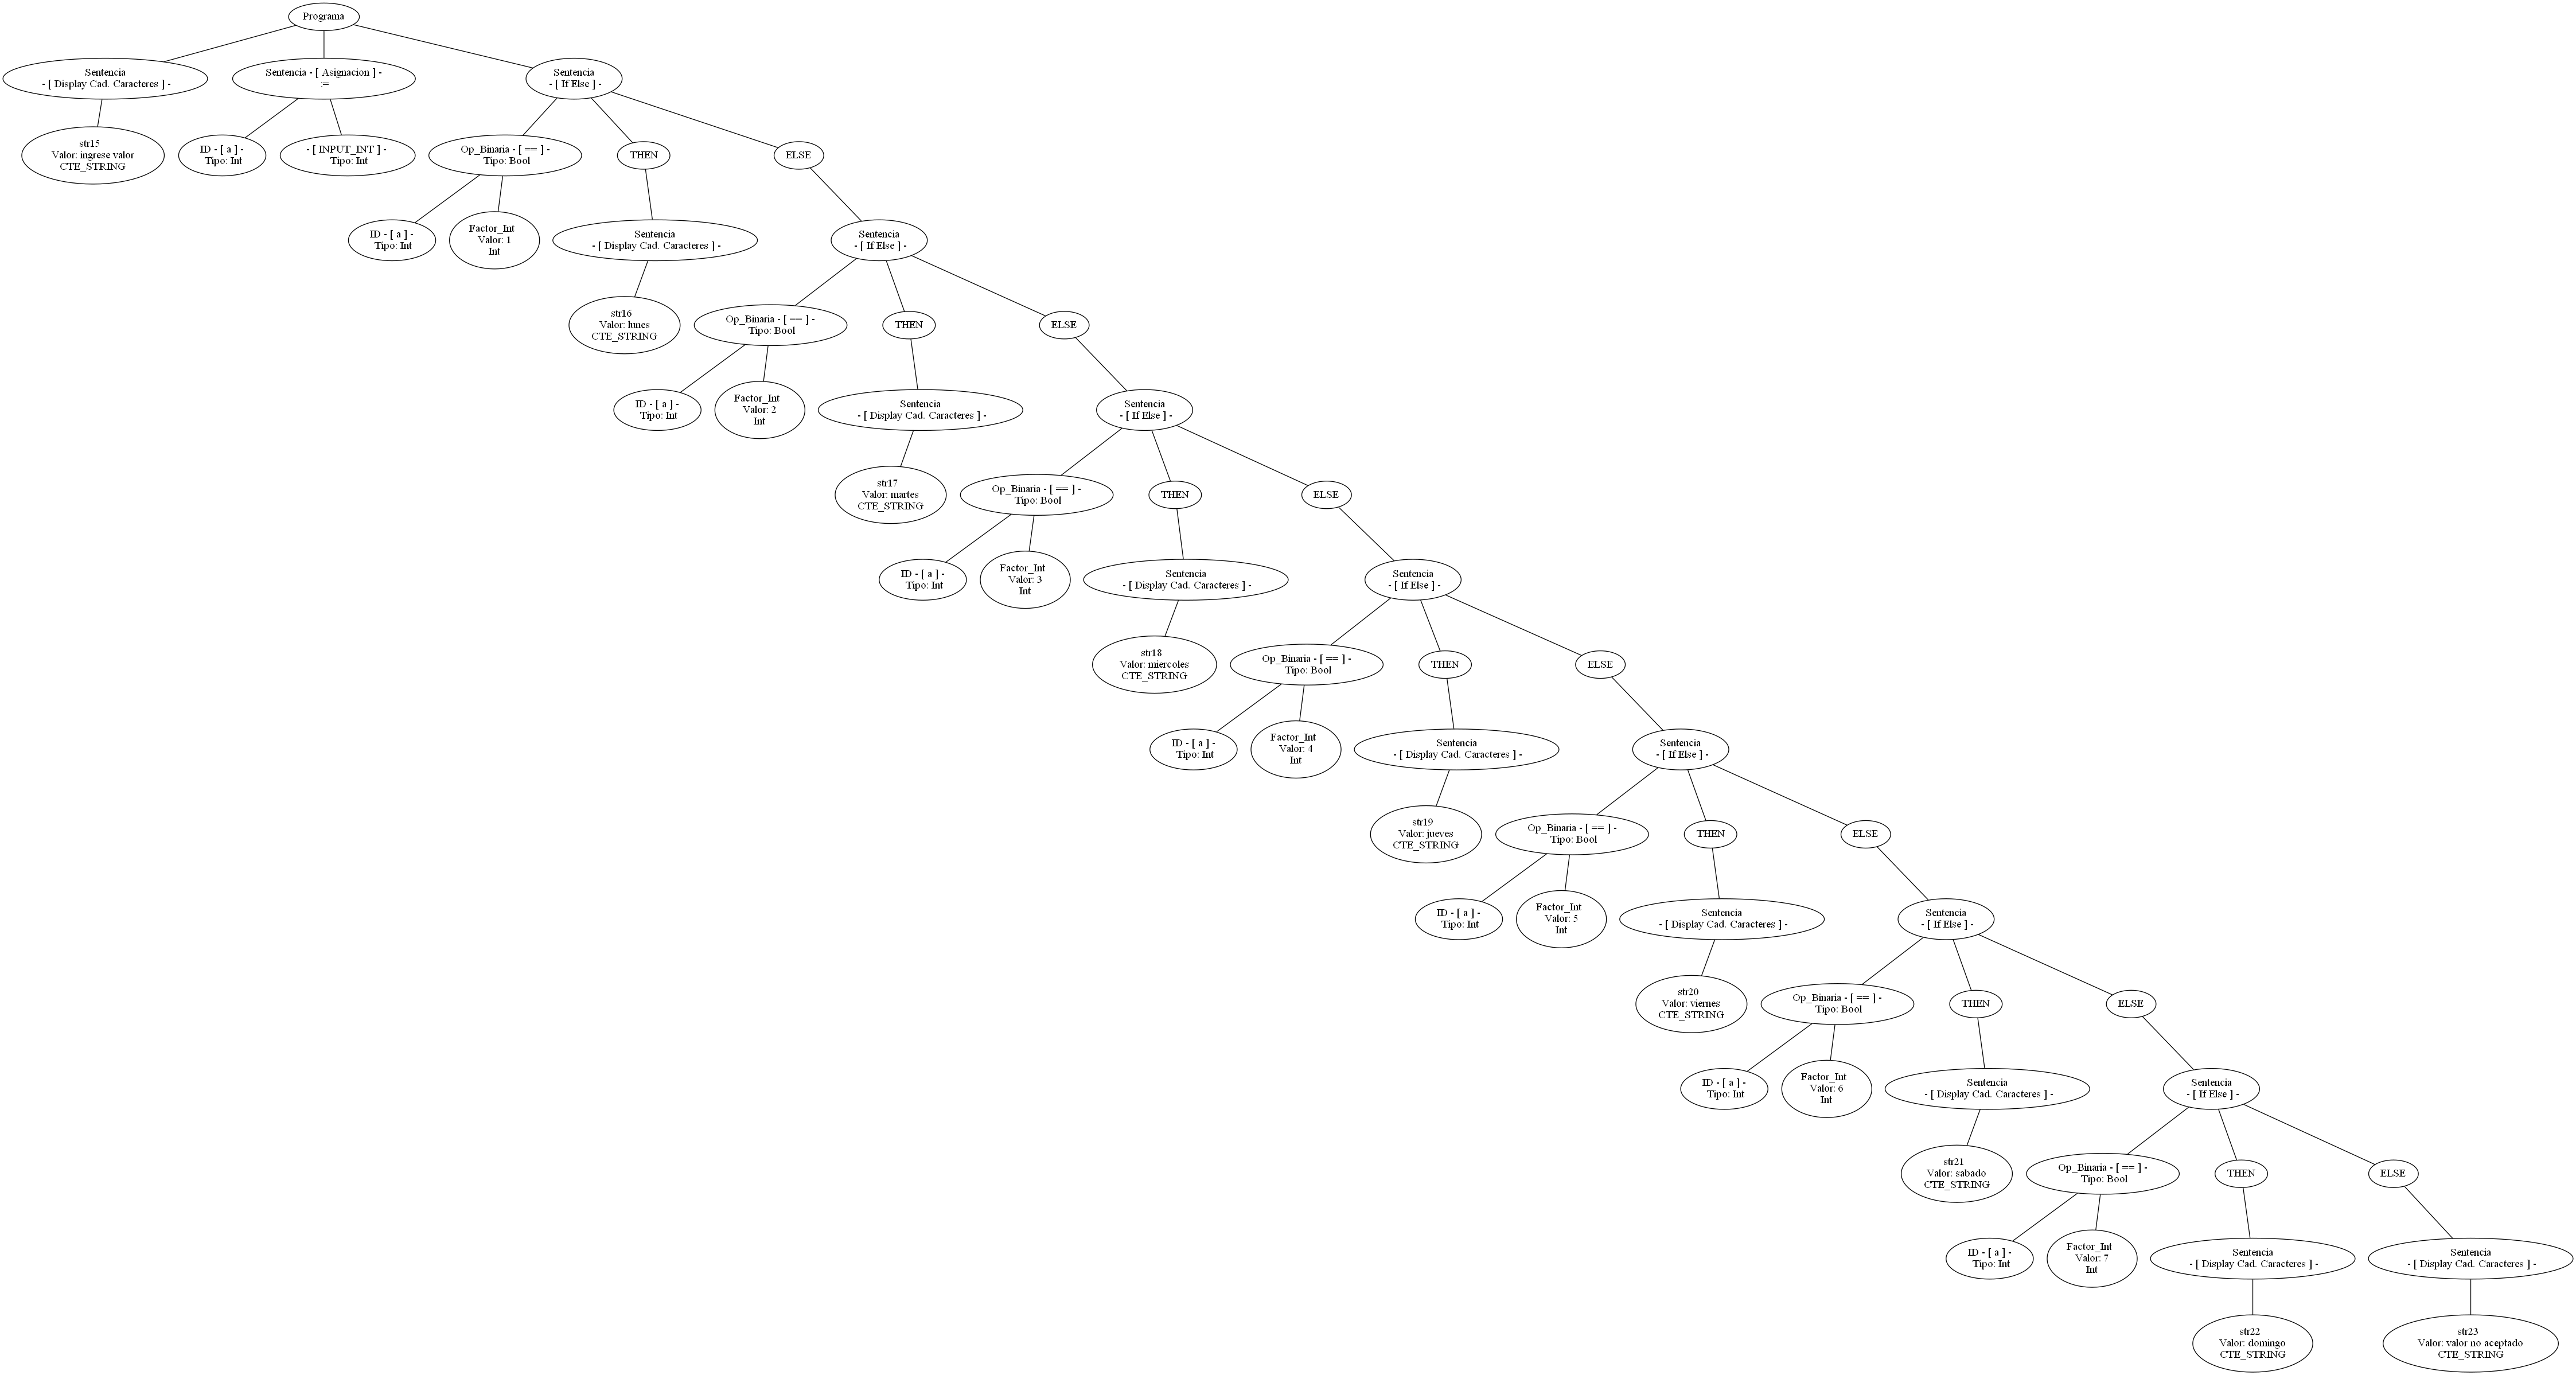 Programa
Sentencia
- [ Display Cad. Caracteres ] -
Sentencia - [ Asignacion ] -
:=
Sentencia
- [ If Else ] -
str15
Valor: ingrese valor
CTE_STRING
ID - [ a ] -
Tipo: Int
- [ INPUT_INT ] -
Tipo: Int
Op_Binaria - [ == ] -
Tipo: Bool
THEN
ELSE
ID - [ a ] -
Tipo: Int
Factor_Int
Valor: 1
Int
Sentencia
- [ Display Cad. Caracteres ] -
Sentencia
- [ If Else ] -
str16
Valor: lunes
CTE_STRING
Op_Binaria - [ == ] -
Tipo: Bool
THEN
ELSE
ID - [ a ] -
Tipo: Int
Factor_Int
Valor: 2
Int
Sentencia
- [ Display Cad. Caracteres ] -
Sentencia
- [ If Else ] -
str17
Valor: martes
CTE_STRING
Op_Binaria - [ == ] -
Tipo: Bool
THEN
ELSE
ID - [ a ] -
Tipo: Int
Factor_Int
Valor: 3
Int
Sentencia
- [ Display Cad. Caracteres ] -
Sentencia
- [ If Else ] -
str18
Valor: miercoles
CTE_STRING
Op_Binaria - [ == ] -
Tipo: Bool
THEN
ELSE
ID - [ a ] -
Tipo: Int
Factor_Int
Valor: 4
Int
Sentencia
- [ Display Cad. Caracteres ] -
Sentencia
- [ If Else ] -
str19
Valor: jueves
CTE_STRING
Op_Binaria - [ == ] -
Tipo: Bool
THEN
ELSE
ID - [ a ] -
Tipo: Int
Factor_Int
Valor: 5
Int
Sentencia
- [ Display Cad. Caracteres ] -
Sentencia
- [ If Else ] -
str20
Valor: viernes
CTE_STRING
Op_Binaria - [ == ] -
Tipo: Bool
THEN
ELSE
ID - [ a ] -
Tipo: Int
Factor_Int
Valor: 6
Int
Sentencia
- [ Display Cad. Caracteres ] -
Sentencia
- [ If Else ] -
str21
Valor: sabado
CTE_STRING
Op_Binaria - [ == ] -
Tipo: Bool
THEN
ELSE
ID - [ a ] -
Tipo: Int
Factor_Int
Valor: 7
Int
Sentencia
- [ Display Cad. Caracteres ] -
Sentencia
- [ Display Cad. Caracteres ] -
str22
Valor: domingo
CTE_STRING
str23
Valor: valor no aceptado
CTE_STRING